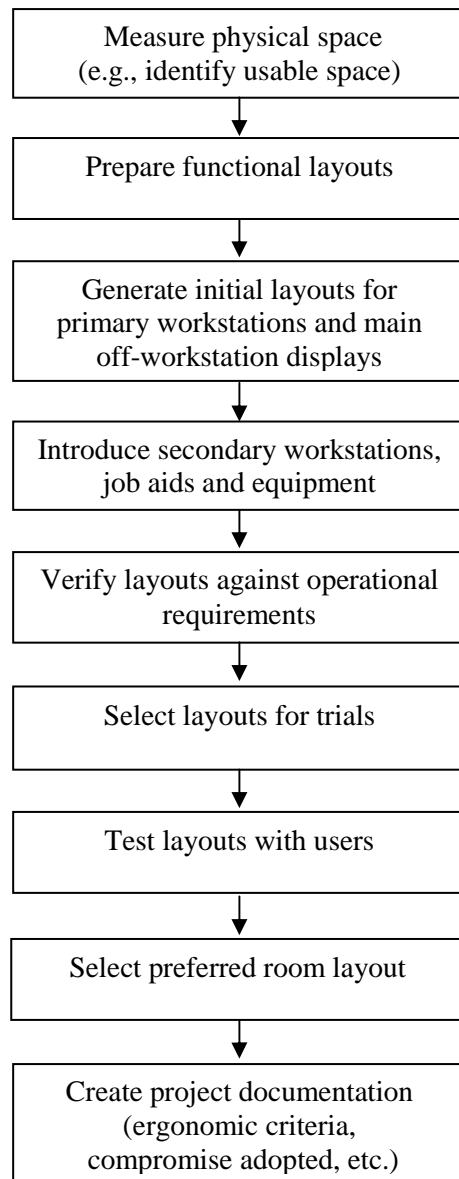 Measure physical space
(e.g., identify usable space)
Prepare functional layouts
Generate initial layouts for
primary workstations and main
off-workstation displays
Introduce secondary workstations,
job aids and equipment
Verify layouts against operational
requirements
Select layouts for trials
Test layouts with users
Select preferred room layout
Create project documentation
(ergonomic criteria,
compromise adopted, etc.)